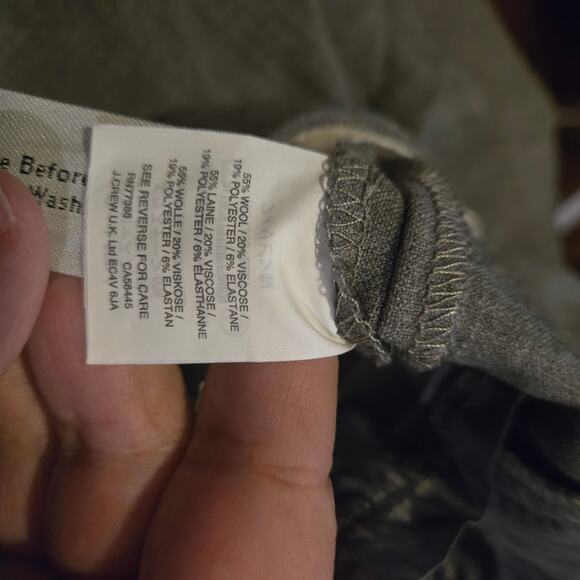 55% WOOL / 20% VISCOSE /
19% POLYESTER / 6% ELASTANE
55% LAINE / 20% VISCOSE /
19% POLYESTER / 6% ELASTHANNE
55% WOLLE / 20% VISKOSE /
19% POLYESTER / 6% ELASTAN
SEE REVERSE FOR CARE
RN77388 CA56445
J.CREW U.K. Ltd EC4V 6JA
e Before
Wash